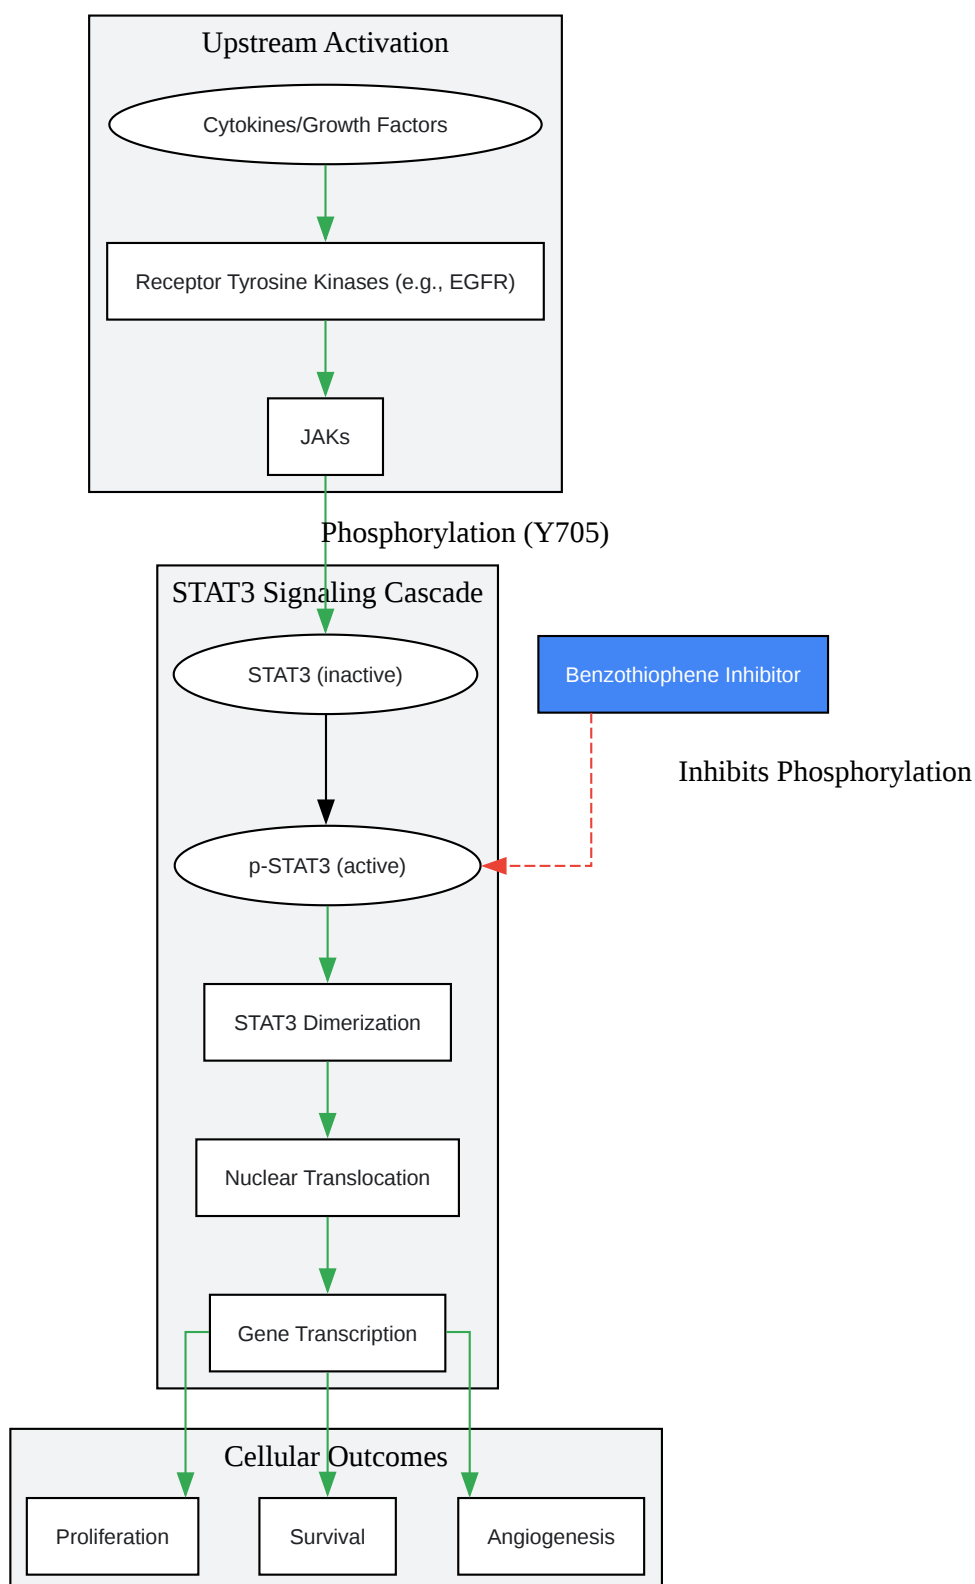 Upstream Activation
Cytokines/Growth Factors
Receptor Tyrosine Kinases (e.g., EGFR)
JAKs
Phosphorylation (Y705)
STAT3 Signaling Cascade
STAT3 (inactive)
Benzothiophene Inhibitor
Inhibits Phosphorylation
p-STAT3 (active)
STAT3 Dimerization
Nuclear Translocation
Gene Transcription
Cellular Outcomes
Proliferation
Survival
Angiogenesis